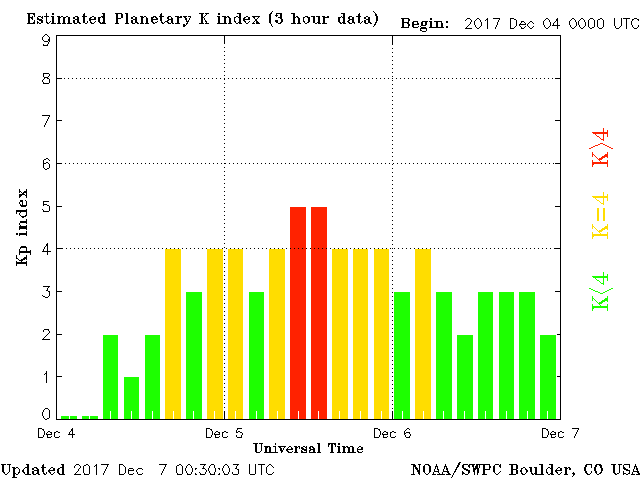 Estimated Planetary K index (3 hour data) Begin: 2017 Dec 04 0000 UTC
9
8
7
6
5
4
3
2
1
0
Kp index
K>4
K=4
K<4
Dec 4 Dec 5 Dec 6 Dec 7
Universal Time
Updated 2017 Dec 7 00:30:03 UTC NOAA/SWPC Boulder, CO USA